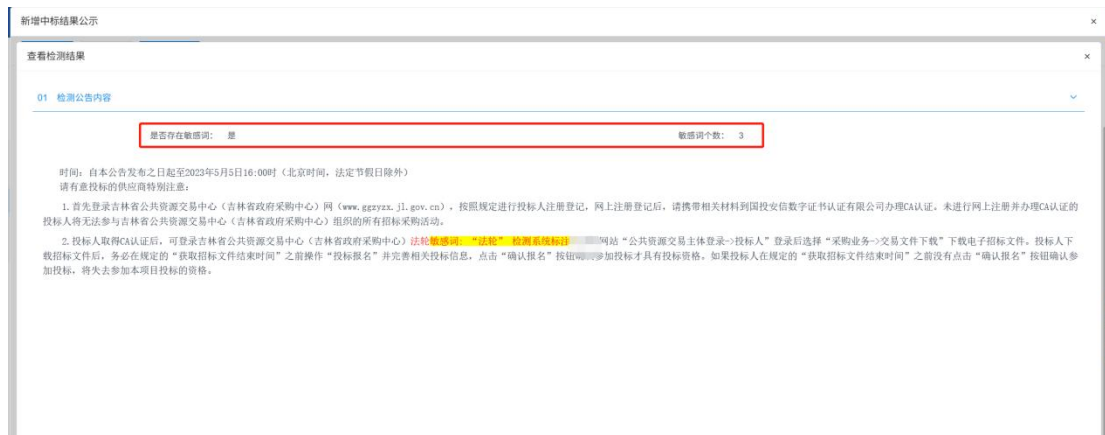 新增中标结果公示
查看检测结果
01 检测公告内容
是否存在敏感词： 是 敏感词个数： 3
时间：自本公告发布之日起至2023年5月5日16:00时（北京时间，法定节假日除外）
请有意投标的供应商特别注意：
1.首先登录吉林省公共资源交易中心（吉林省政府采购中心）网（www.ggzyzx.jl.gov.cn），按照规定进行投标人注册登记，网上注册登记后，请携带相关材料到国投安信数字证书认证有限公司办理CA认证。未进行网上注册并办理CA认证的
投标人将无法参与吉林省公共资源交易中心（吉林省政府采购中心）组织的所有招标采购活动。
2.投标人取得CA认证后，可登录吉林省公共资源交易中心（吉林省政府采购中心）法轮敏感词：“法轮” 检测系统标注 网站“公共资源交易主体登录->投标人”登录后选择“采购业务->交易文件下载”下载电子招标文件。投标人下
载招标文件后，务必在规定的“获取招标文件结束时间”之前操作“投标报名”并完善相关投标信息，点击“确认报名”按钮 参加投标才具有投标资格。如果投标人在规定的“获取招标文件结束时间”之前没有点击“确认报名”按钮确认参
加投标，将失去参加本项目投标的资格。